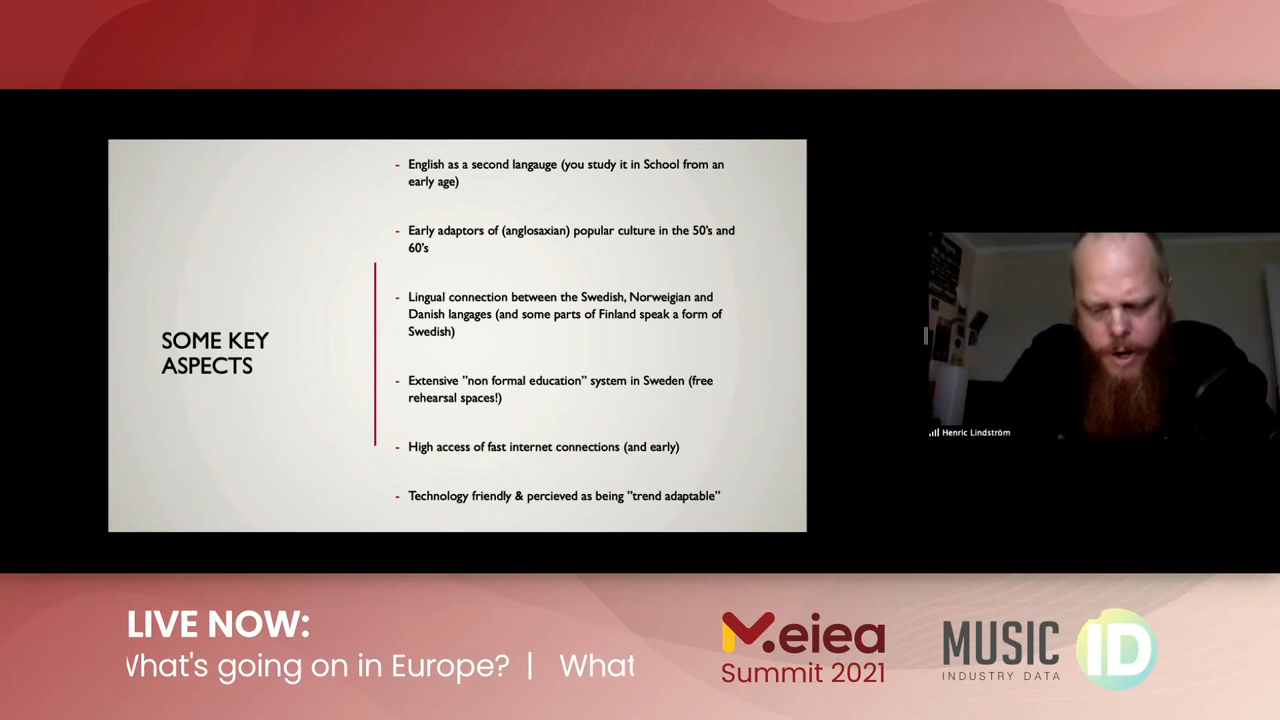 SOME KEY
ASPECTS
- English as a second langauge (you study it in School from an
early age)
- Early adaptors of (anglosaxian) popular culture in the 50's and
60's
- Lingual connection between the Swedish, Norweigian and
Danish langages (and some parts of Finland speak a form of
Swedish)
- Extensive ”non formal education” system in Sweden (free
rehearsal spaces!)
- High access of fast internet connections (and early)
- Technology friendly & percieved as being ”trend adaptable”
Henric Lindström
LIVE NOW:
What's going on in Europe? | What
Meiea
Summit 2021
MUSIC ID
INDUSTRY DATA